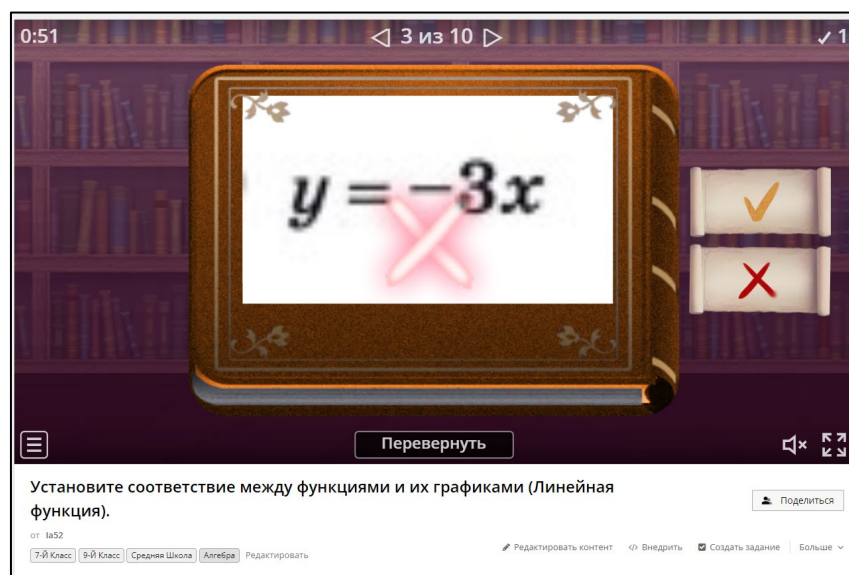 0:51
3 из 10
✓ 1
y = −3x
Перевернуть
Установите соответствие между функциями и их графиками (Линейная
функция).
от la52
Поделиться
7-Й Класс 9-Й Класс Средняя Школа Алгебра Редактировать
Редактировать контент </> Внедрить Создать задание Больше